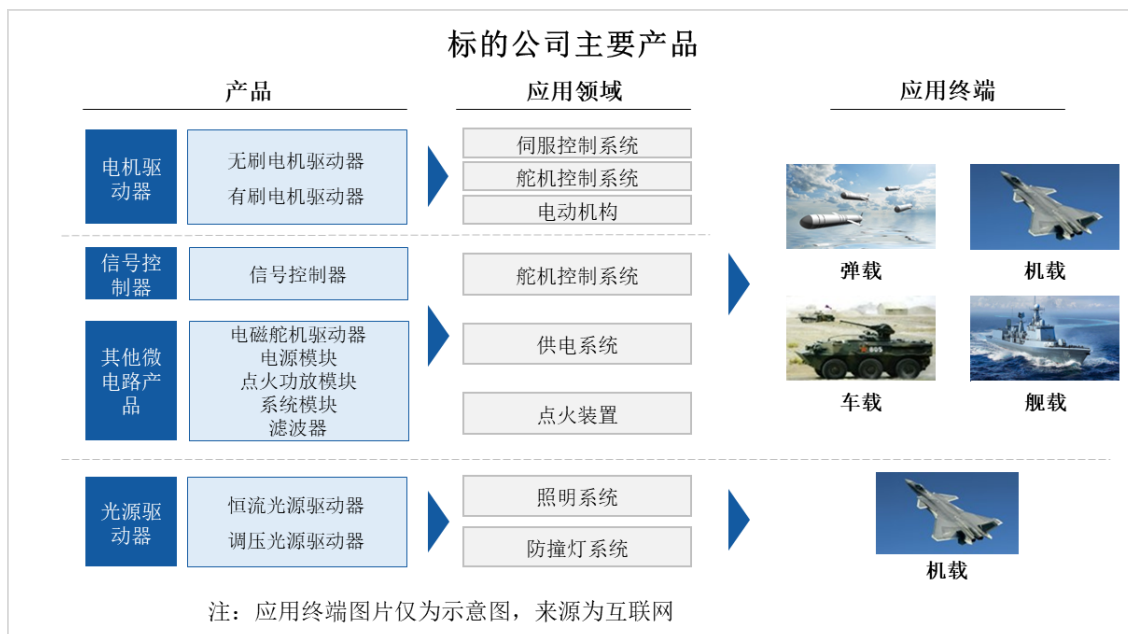 标的公司主要产品
产品
应用领域
应用终端
电机驱
动器
无刷电机驱动器
有刷电机驱动器
伺服控制系统
舵机控制系统
电动机构
信号控
制器
信号控制器
舵机控制系统
其他微
电路产
品
电磁舵机驱动器
电源模块
点火功放模块
系统模块
滤波器
供电系统
点火装置
弹载
机载
805
车载
舰载
光源驱
动器
恒流光源驱动器
调压光源驱动器
照明系统
防撞灯系统
机载
注：应用终端图片仅为示意图，来源为互联网